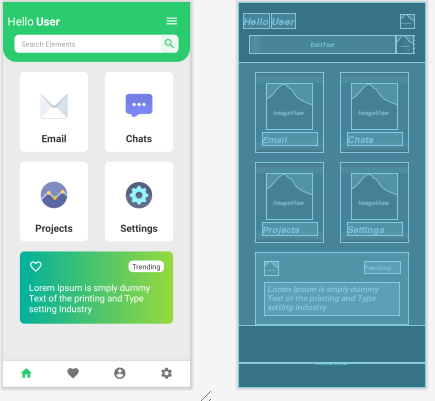 Hello User
Search Elements
Email
Chats
Projects
Settings
Trending
Lorem Ipsum is simply dummy
Text of the printing and Type
setting Industry
Hello User
EditText
ImageView
ImageView
Email
Chats
ImageView
ImageView
Projects
Settings
Trending
Lorem Ipsum is simply dummy
Text of the printing and Type
setting Industry